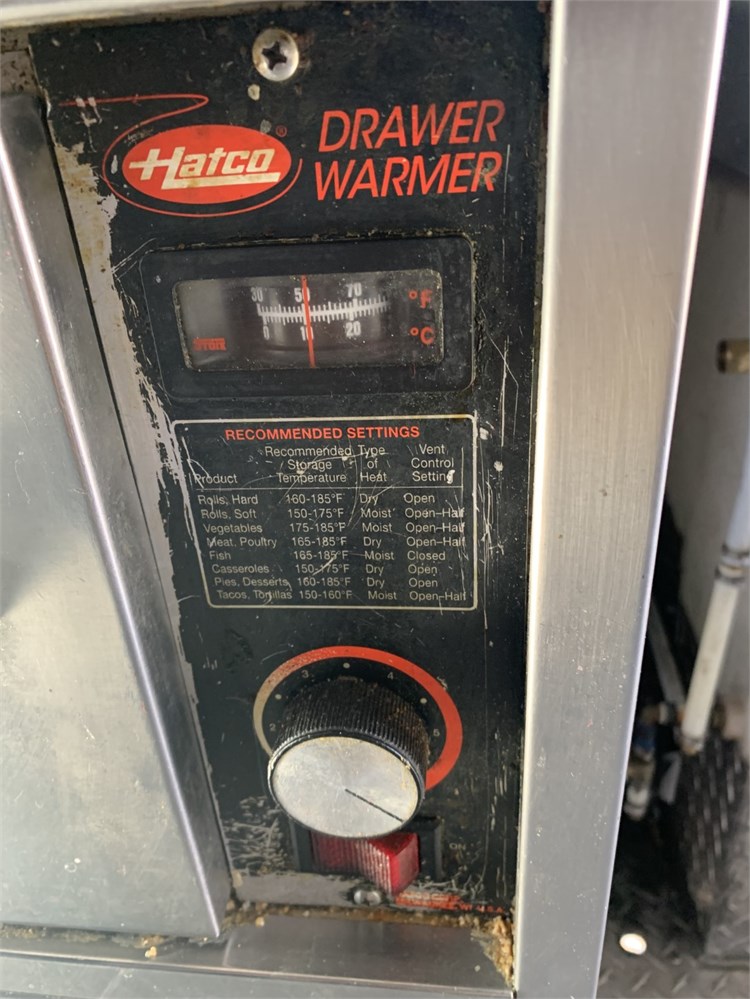 Hatco®
DRAWER
WARMER
30 50 70 °F
0 10 20 °C
RECOMMENDED SETTINGS
Product Recommended Storage Temperature Type of Heat Vent Control Setting
Rolls, Hard 160-185°F Dry Open
Rolls, Soft 150-175°F Moist Open-Half
Vegetables 175-185°F Moist Open-Half
Meat, Poultry 165-185°F Dry Open-Half
Fish 165-185°F Moist Closed
Casseroles 150-175°F Dry Open
Pies, Desserts 160-185°F Dry Open
Tacos, Tortillas 150-160°F Moist Open-Half
2 3 4 5
ON
U.S.A.